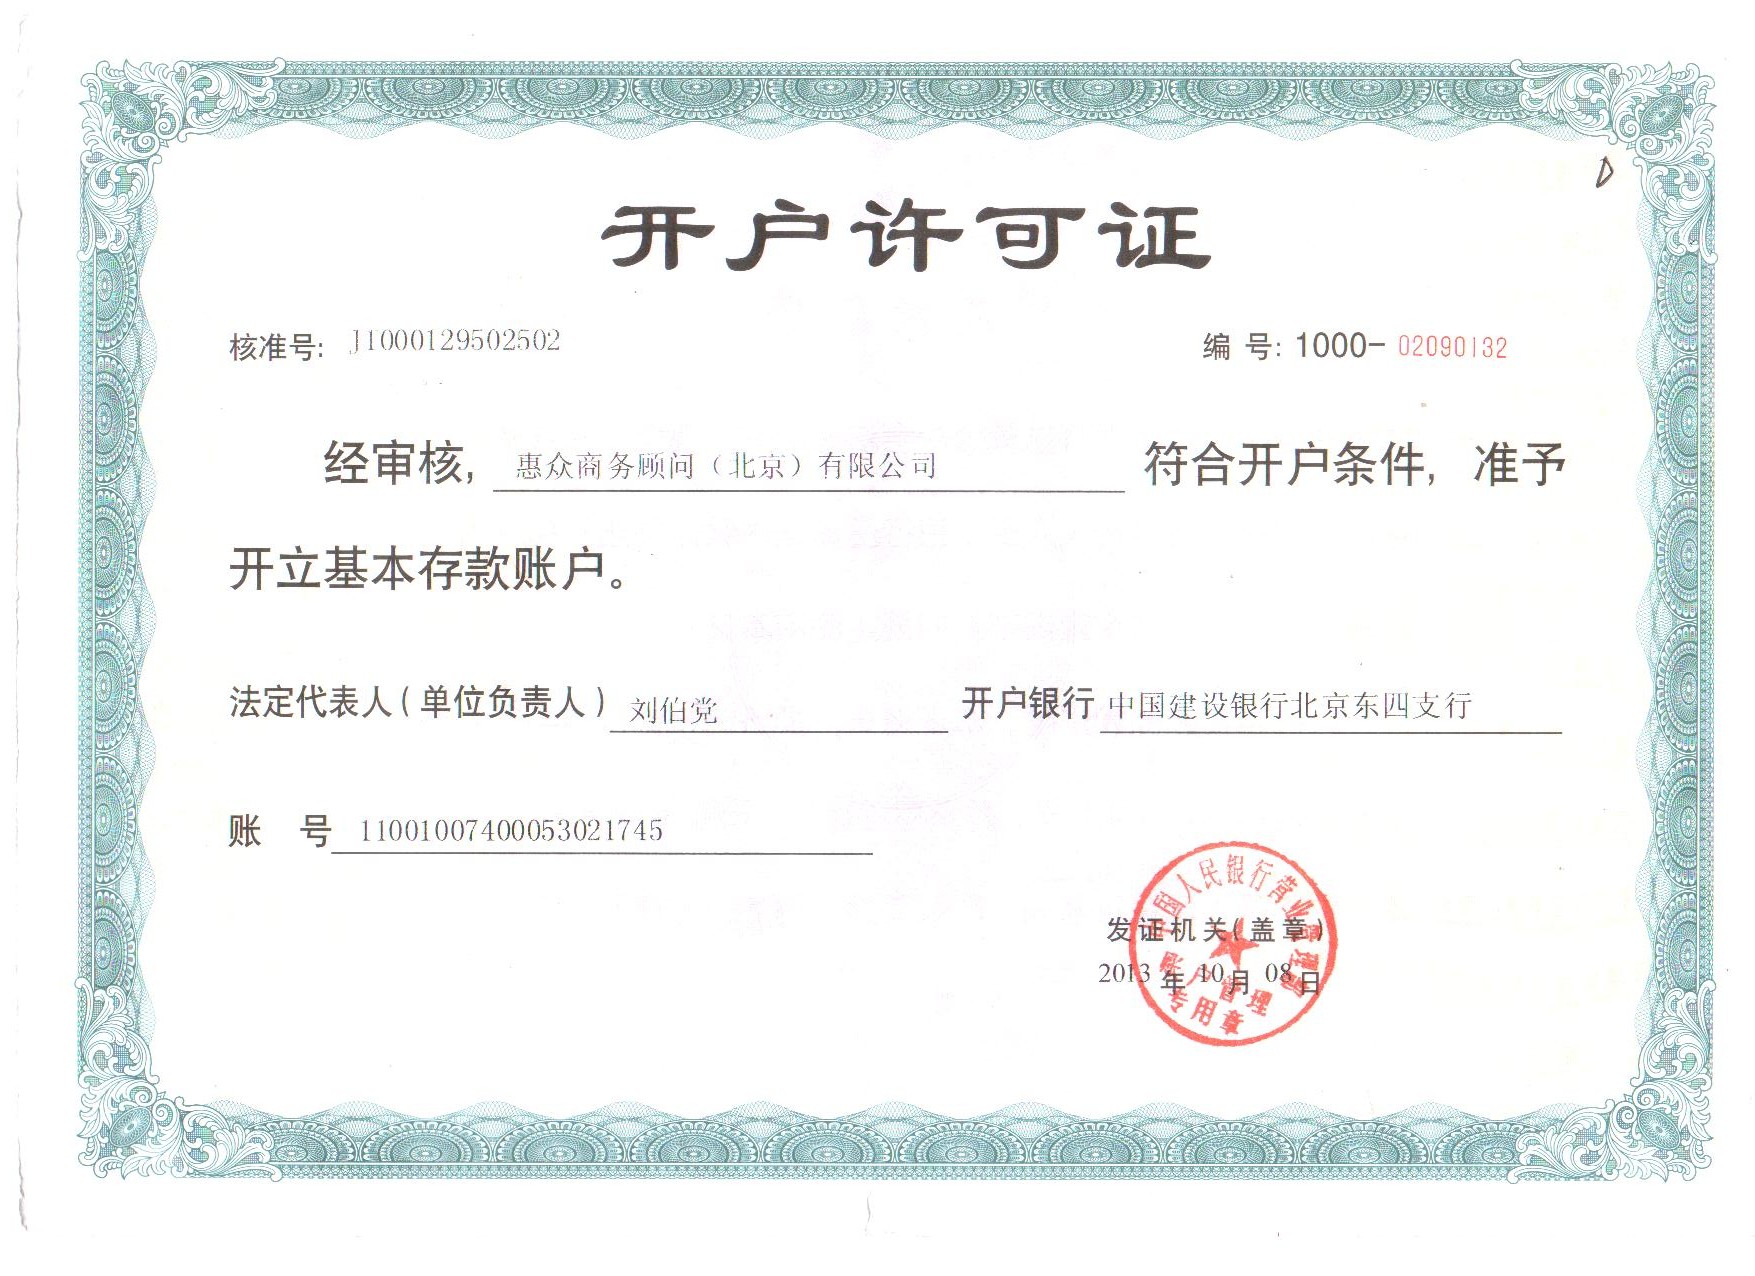 开户许可证
核准号: J1000129502502 编 号: 1000- 02090132
经审核, 惠众商务顾问（北京）有限公司 符合开户条件, 准予
开立基本存款账户。
法定代表人(单位负责人) 刘伯党 开户银行 中国建设银行北京东四支行
账 号 11001007400053021745
发证机关(盖章)
2013 年 10 月 08 日
中国人民银行营业管理部
账户管理
专用章